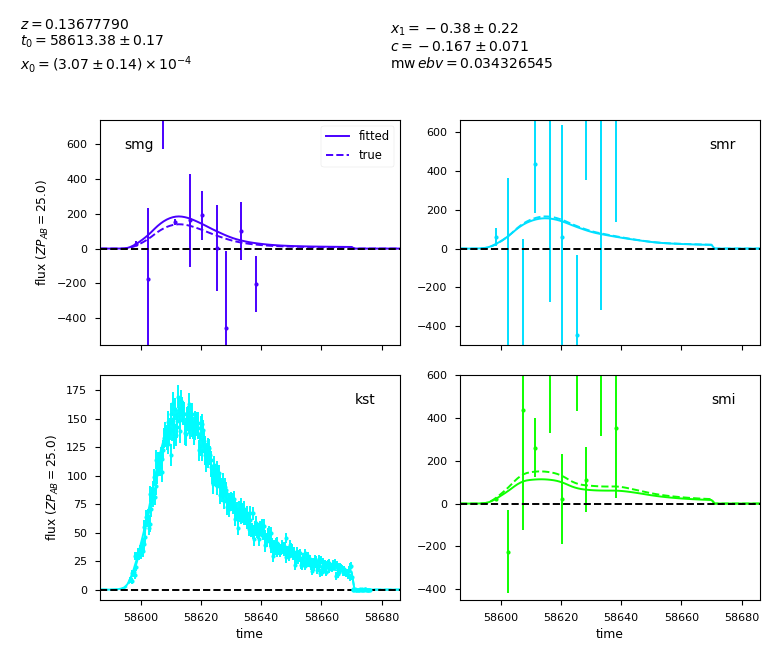 z = 0.13677790
t₀ = 58613.38 ± 0.17
x₀ = (3.07 ± 0.14) × 10⁻⁴
x₁ = −0.38 ± 0.22
c = −0.167 ± 0.071
mw ebv = 0.034326545
smg
fitted
true
600
400
200
0
−200
−400
flux (ZP_AB = 25.0)
smr
600
400
200
0
−200
−400
kst
175
150
125
100
75
50
25
0
flux (ZP_AB = 25.0)
58600 58620 58640 58660 58680
time
smi
600
400
200
0
−200
−400
58600 58620 58640 58660 58680
time